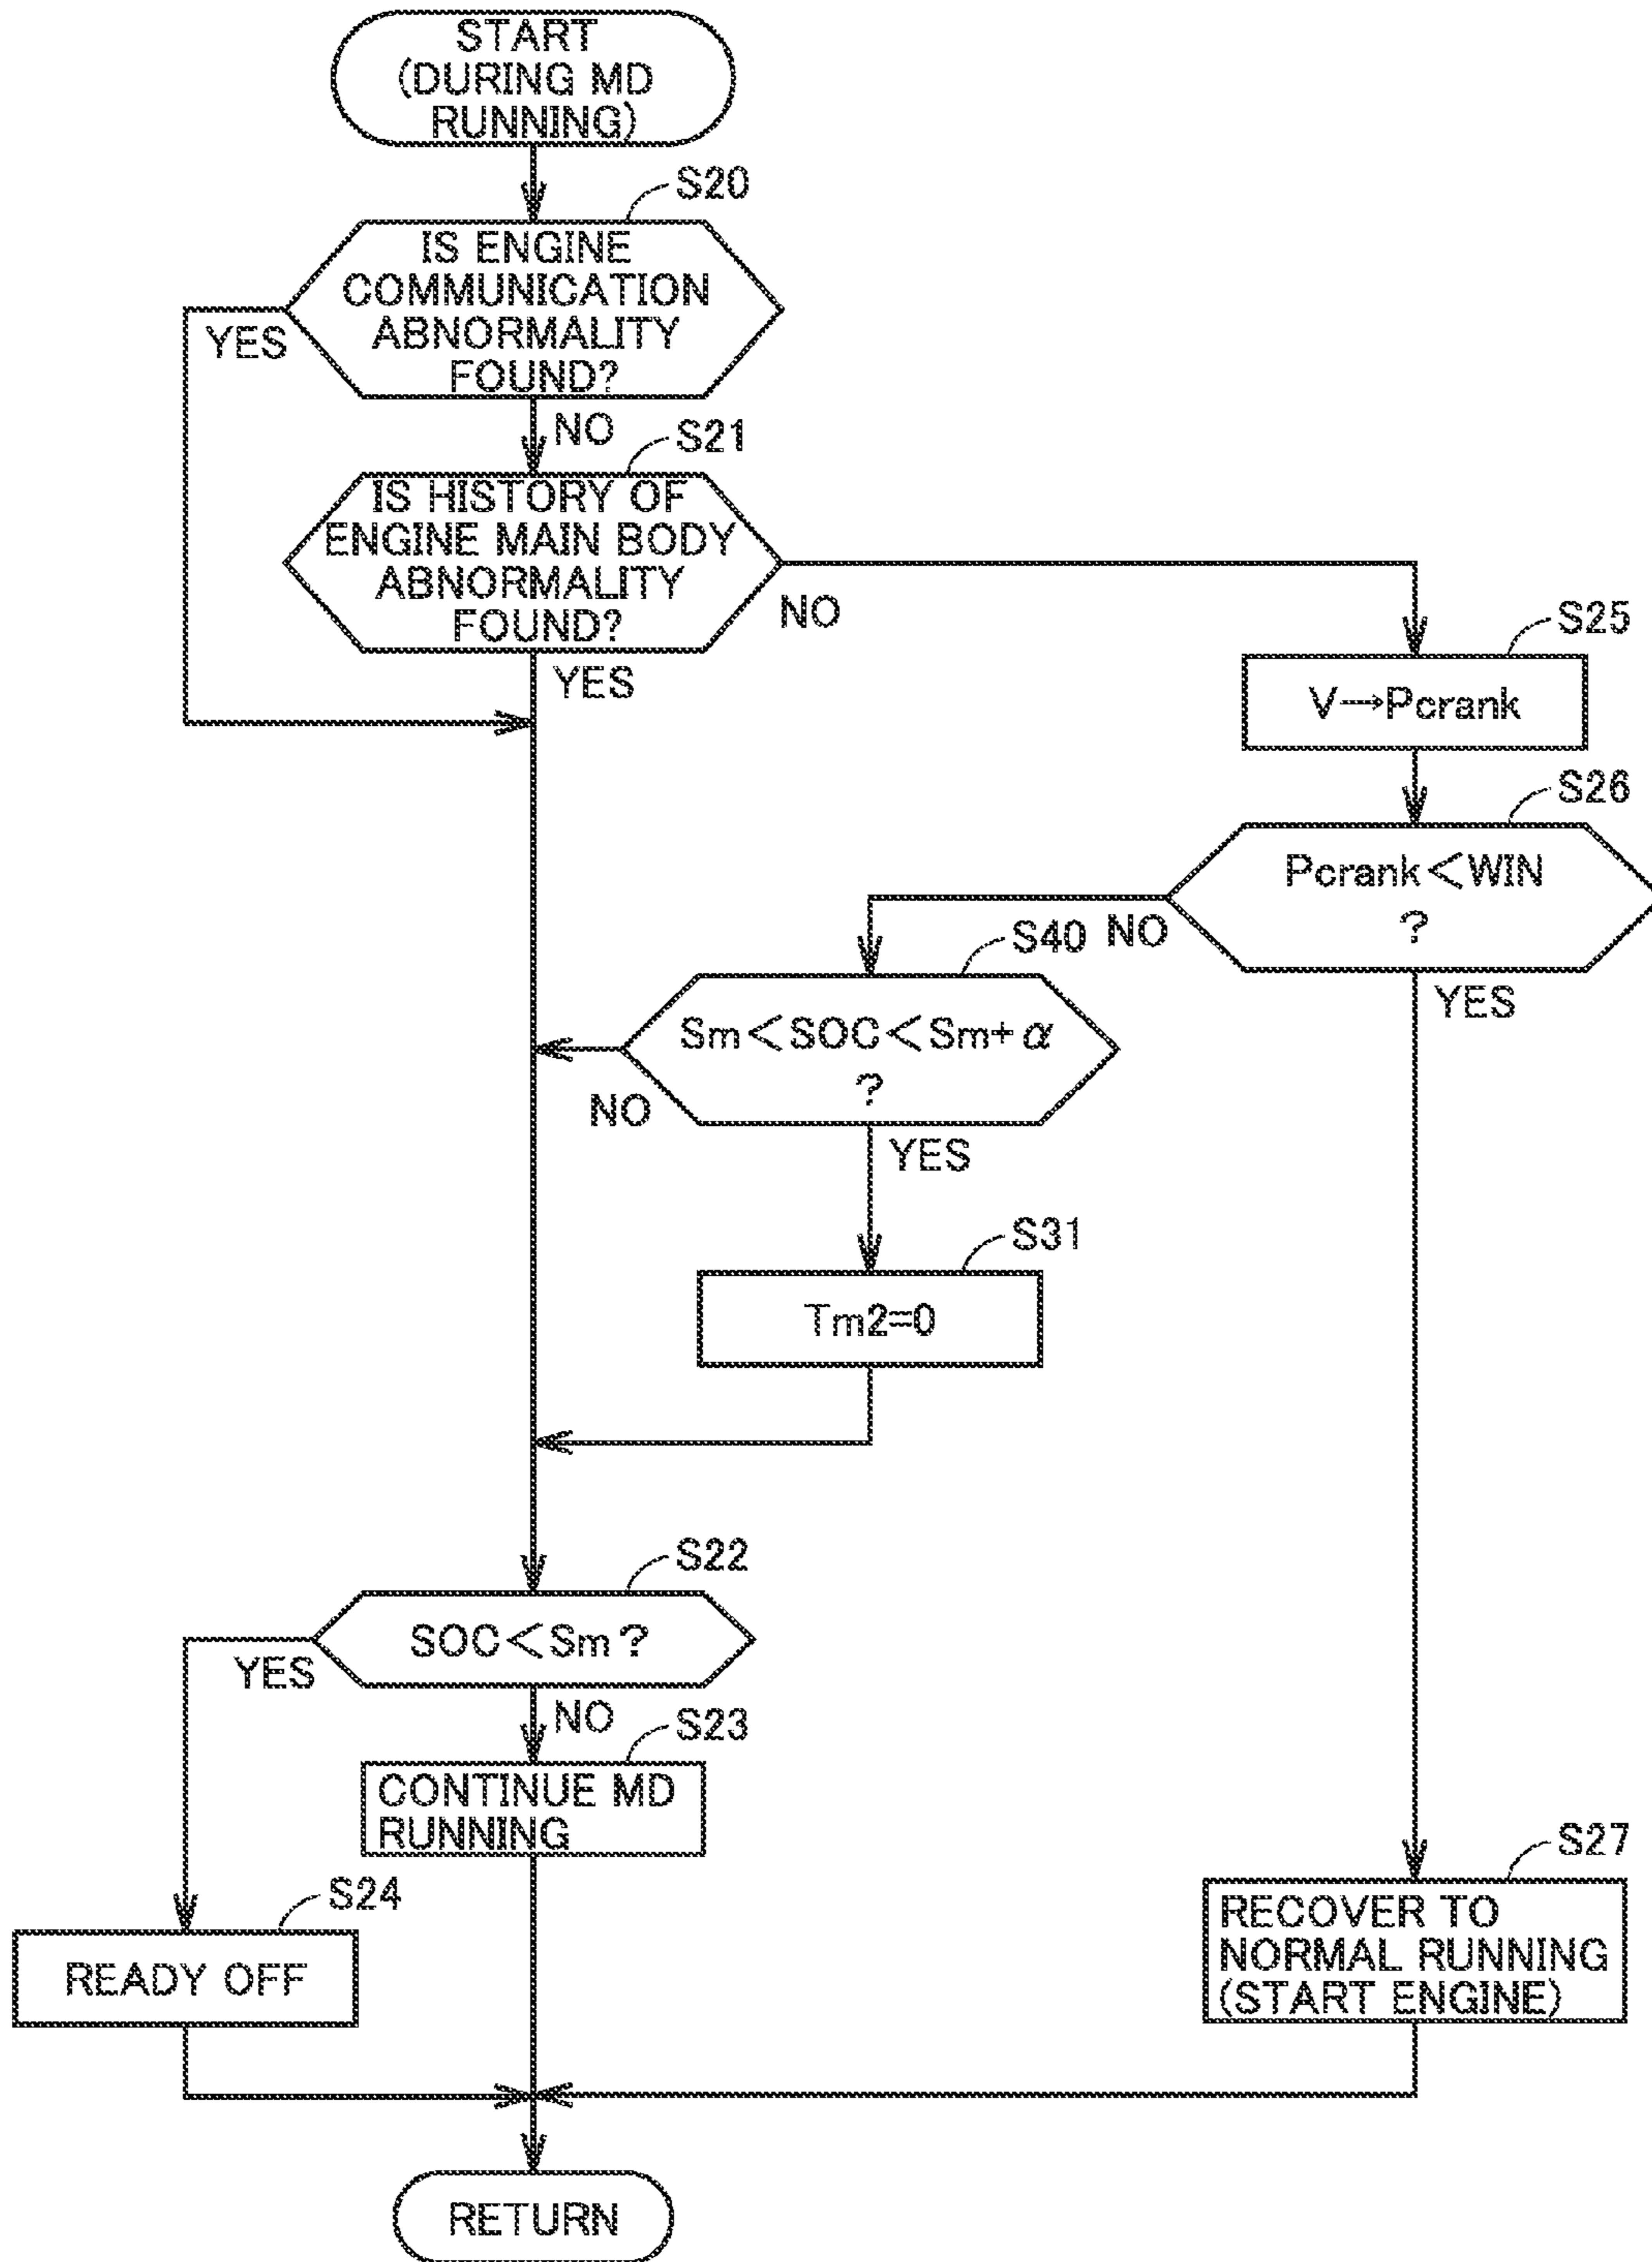 START
(DURING MD
RUNNING)
S20
IS ENGINE
COMMUNICATION
ABNORMALITY
FOUND?
YES
NO
S21
IS HISTORY OF
ENGINE MAIN BODY
ABNORMALITY
FOUND?
NO
YES
S25
V→Pcrank
S26
Pcrank<WIN
?
NO
YES
S40
Sm<SOC<Sm+α
?
NO
YES
S31
Tm2=0
S22
SOC<Sm?
YES
NO
S23
CONTINUE MD
RUNNING
S24
READY OFF
S27
RECOVER TO
NORMAL RUNNING
(START ENGINE)
RETURN